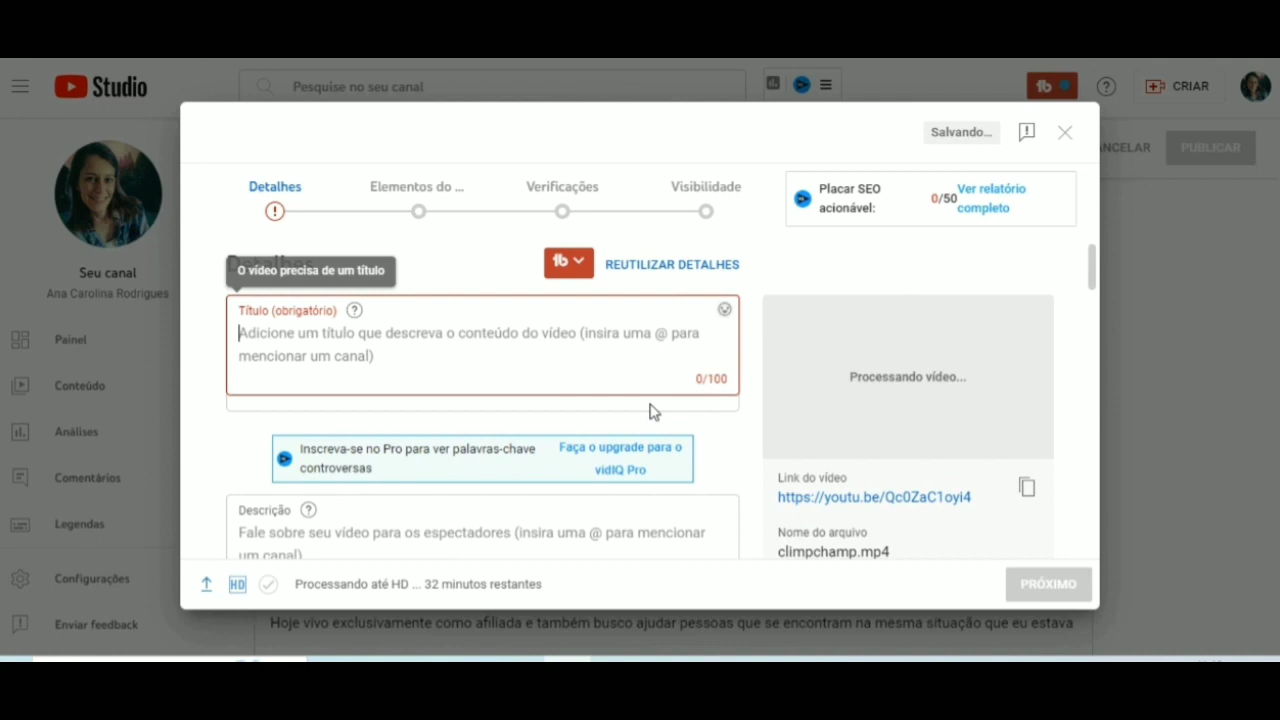 Studio
Pesquise no seu canal
CRIAR
Salvando...
ANCELAR
PUBLICAR
Detalhes
Elementos do ...
Verificações
Visibilidade
Placar SEO
acionável:
0/50
Ver relatório
completo
Seu canal
Ana Carolina Rodrigues
Painel
Conteúdo
Análises
Comentários
Legendas
Configurações
Enviar feedback
Detalhes
O vídeo precisa de um título
REUTILIZAR DETALHES
Título (obrigatório)
Adicione um título que descreva o conteúdo do vídeo (insira uma @ para
mencionar um canal)
0/100
Inscreva-se no Pro para ver palavras-chave
controversas
Faça o upgrade para o
vidIQ Pro
Descrição
Fale sobre seu vídeo para os espectadores (insira uma @ para mencionar
um canal)
Processando vídeo...
Link do vídeo
https://youtu.be/Qc0ZaC1oyi4
Nome do arquivo
climpchamp.mp4
HD
Processando até HD ... 32 minutos restantes
PRÓXIMO
Hoje vivo exclusivamente como afiliada e também busco ajudar pessoas que se encontram na mesma situação que eu estava